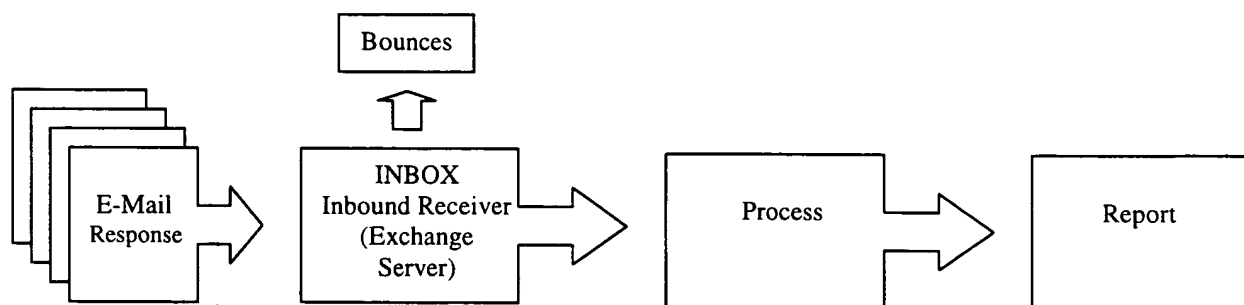 Bounces
E-Mail
Response
INBOX
Inbound Receiver
(Exchange
Server)
Process
Report